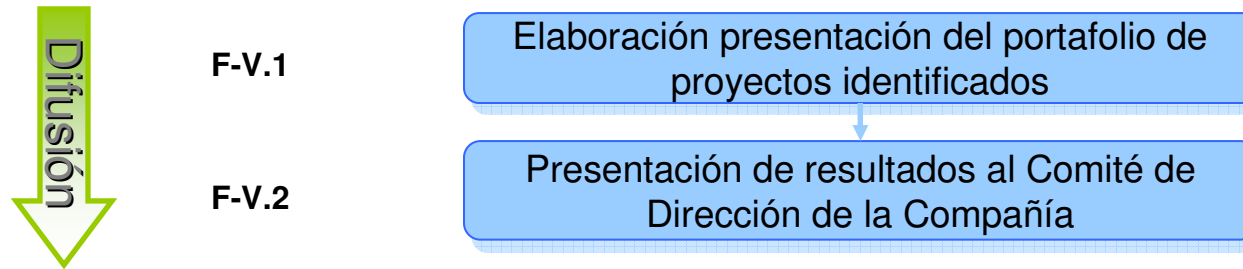 Difusión
F-V.1
Elaboración presentación del portafolio de
proyectos identificados
F-V.2
Presentación de resultados al Comité de
Dirección de la Compañía